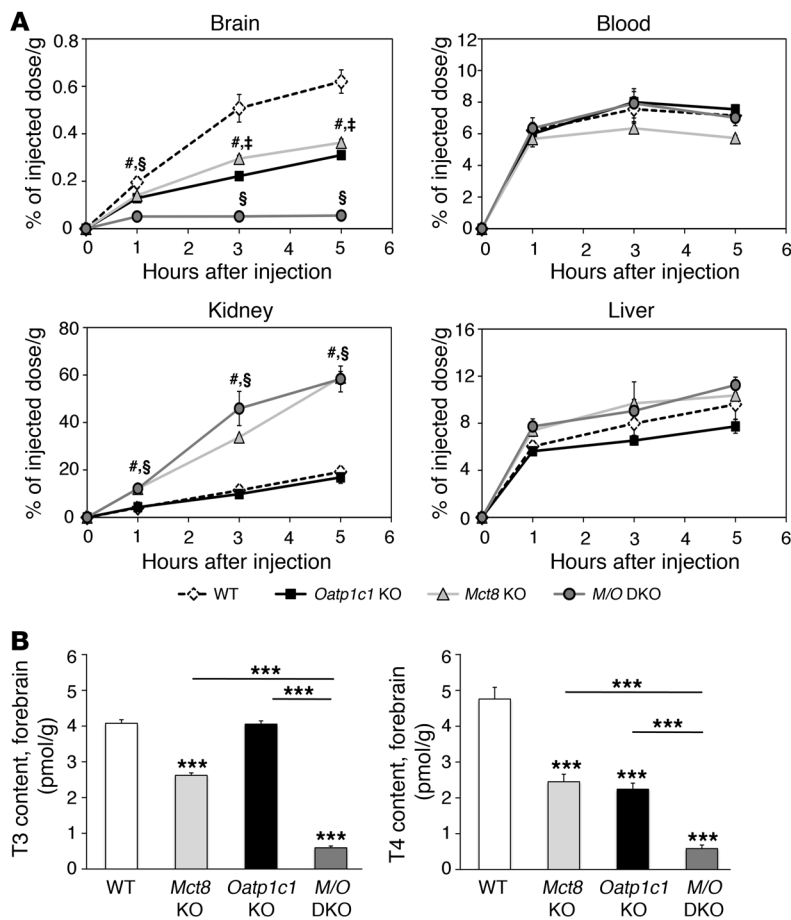 A
Brain
% of injected dose/g
0.8
0.6
0.4
0.2
0
#,§
#,‡
#,‡
§
§
0 1 2 3 4 5 6
Hours after injection
Blood
% of injected dose/g
12
10
8
6
4
2
0
0 1 2 3 4 5 6
Hours after injection
Kidney
% of injected dose/g
80
60
40
20
0
#,§
#,§
#,§
0 1 2 3 4 5 6
Hours after injection
Liver
% of injected dose/g
16
12
8
4
0
0 1 2 3 4 5 6
Hours after injection
WT Oatp1c1 KO Mct8 KO M/O DKO
B
T3 content, forebrain
(pmol/g)
6
5
4
3
2
1
0
***
***
***
***
WT Mct8 Oatp1c1 M/O
KO KO DKO
T4 content, forebrain
(pmol/g)
6
5
4
3
2
1
0
***
***
***
***
***
WT Mct8 Oatp1c1 M/O
KO KO DKO